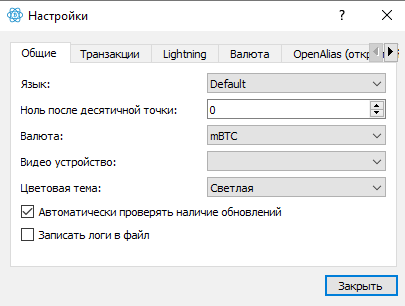 Настройки
?
Общие
Транзакции
Lightning
Валюта
OpenAlias (откр
Язык:
Default
Ноль после десятичной точки:
0
Валюта:
mBTC
Видео устройство:
Цветовая тема:
Светлая
Автоматически проверять наличие обновлений
Записать логи в файл
Закрыть